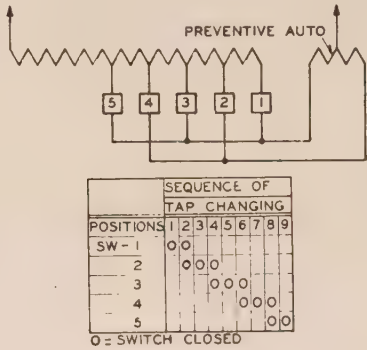 PREVENTIVE AUTO
5 4 3 2 1
SEQUENCE OF
TAP CHANGING
POSITIONS 1 2 3 4 5 6 7 8 9
SW-1 O O
2 O O O
3 O O O
4 O O O
5 O O
O = SWITCH CLOSED